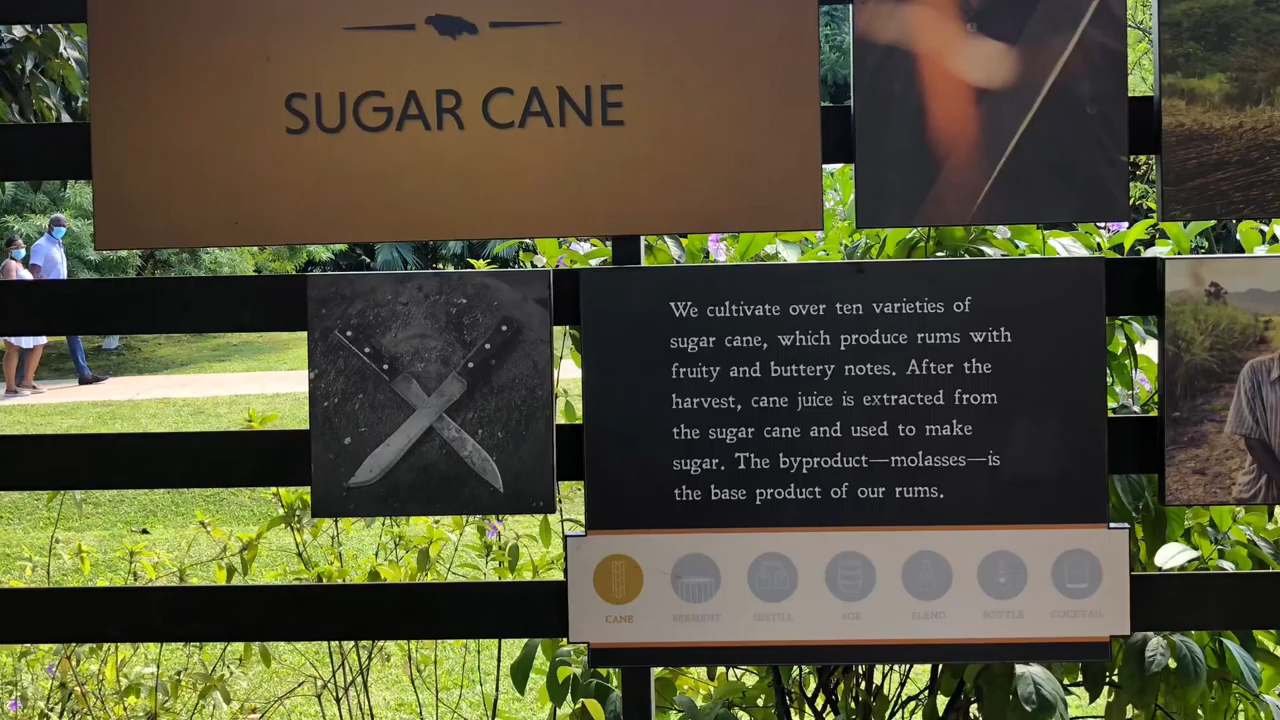 SUGAR CANE
We cultivate over ten varieties of
sugar cane, which produce rums with
fruity and buttery notes. After the
harvest, cane juice is extracted from
the sugar cane and used to make
sugar. The byproduct—molasses—is
the base product of our rums.
CANE FERMENT DISTILL AGE BLEND BOTTLE COCKTAIL